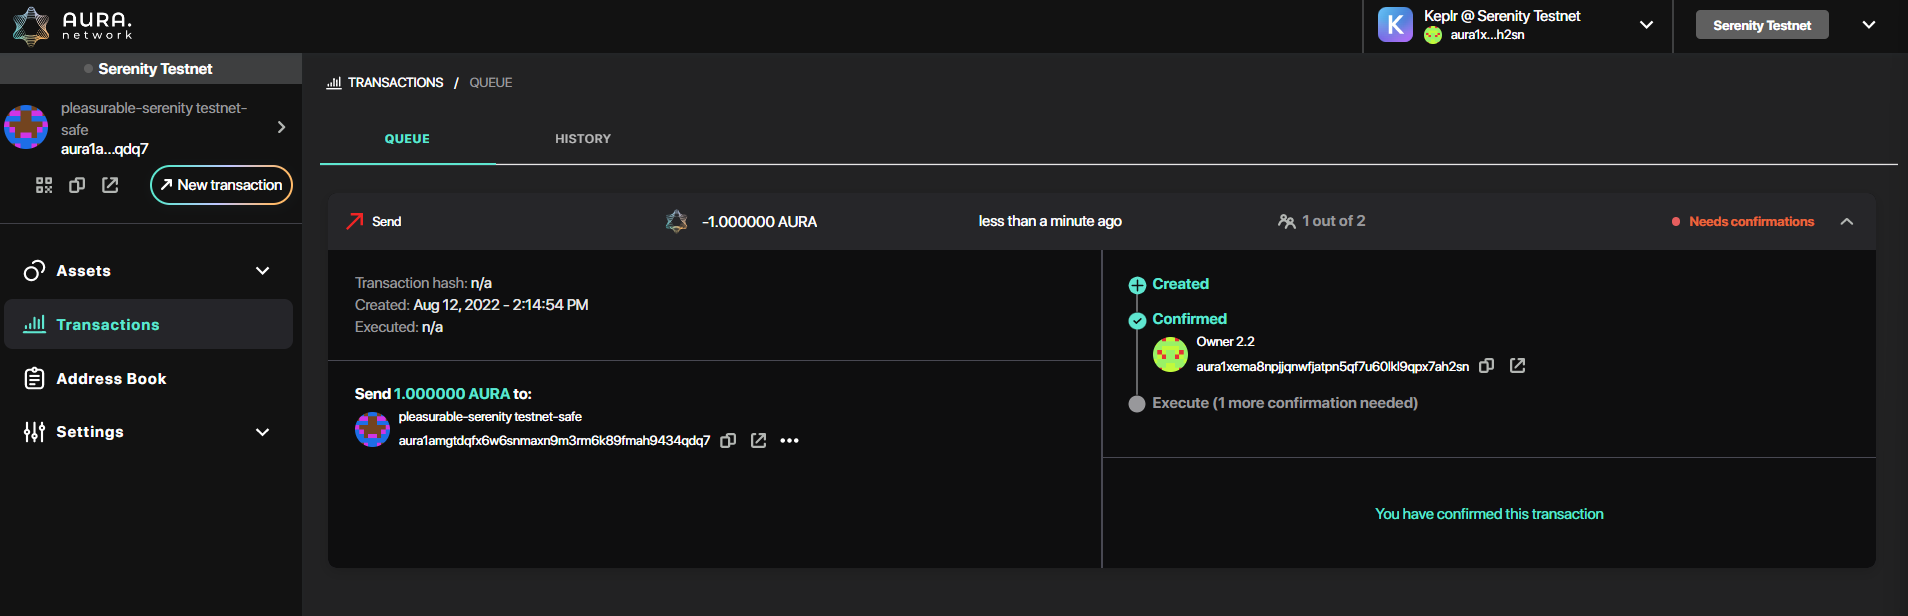 AURA.
network
Keplr @ Serenity Testnet
aura1x...h2sn
Serenity Testnet
Serenity Testnet
pleasurable-serenity testnet-
safe
aura1a...qdq7
New transaction
Assets
Transactions
Address Book
Settings
TRANSACTIONS / QUEUE
QUEUE HISTORY
Send -1.000000 AURA less than a minute ago 1 out of 2 Needs confirmations
Transaction hash: n/a
Created: Aug 12, 2022 - 2:14:54 PM
Executed: n/a
Send 1.000000 AURA to:
pleasurable-serenity testnet-safe
aura1amgtdqfx6w6snmaxn9m3rm6k89fmah9434qdq7
Created
Confirmed
Owner 2.2
aura1xema8npjjqnwfjatpn5qf7u60lkl9qpx7ah2sn
Execute (1 more confirmation needed)
You have confirmed this transaction